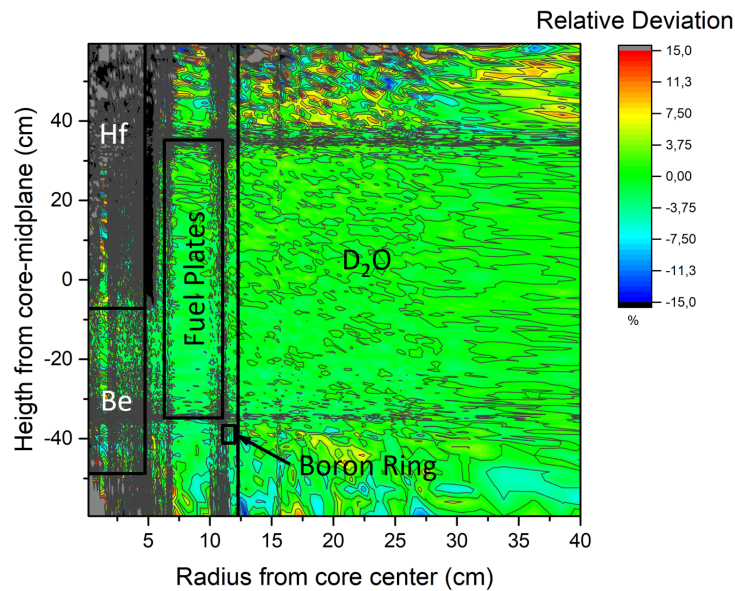 Relative Deviation
15,0
11,3
7,50
3,75
0,00
-3,75
-7,50
-11,3
-15,0
%
Heigth from core-midplane (cm)
40
20
0
-20
-40
Hf
Be
Fuel Plates
D₂O
Boron Ring
5
10
15
20
25
30
35
40
Radius from core center (cm)